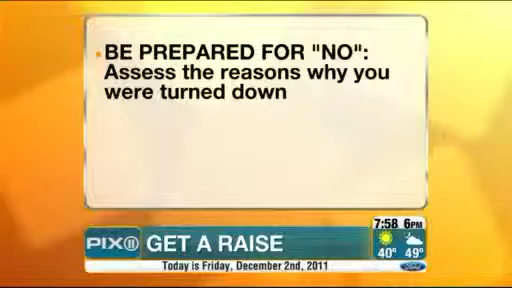 BE PREPARED FOR "NO":
Assess the reasons why you
were turned down
7:58 6PM
PIX11 GET A RAISE
40° 49°
Today is Friday, December 2nd, 2011
Ford